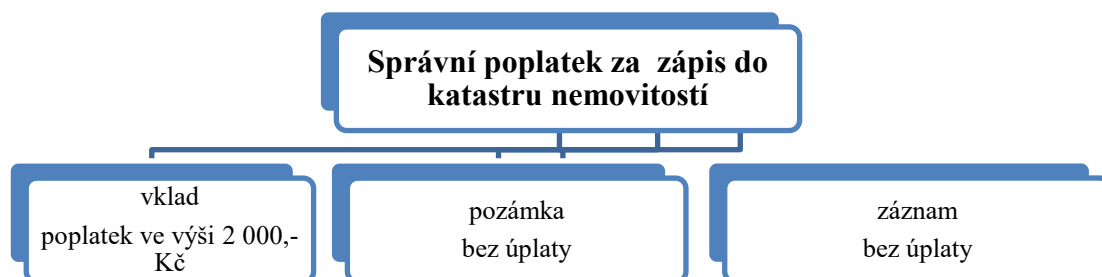 Správní poplatek za zápis do
katastru nemovitostí
vklad
poplatek ve výši 2 000,-
Kč
pozámka
bez úplaty
záznam
bez úplaty